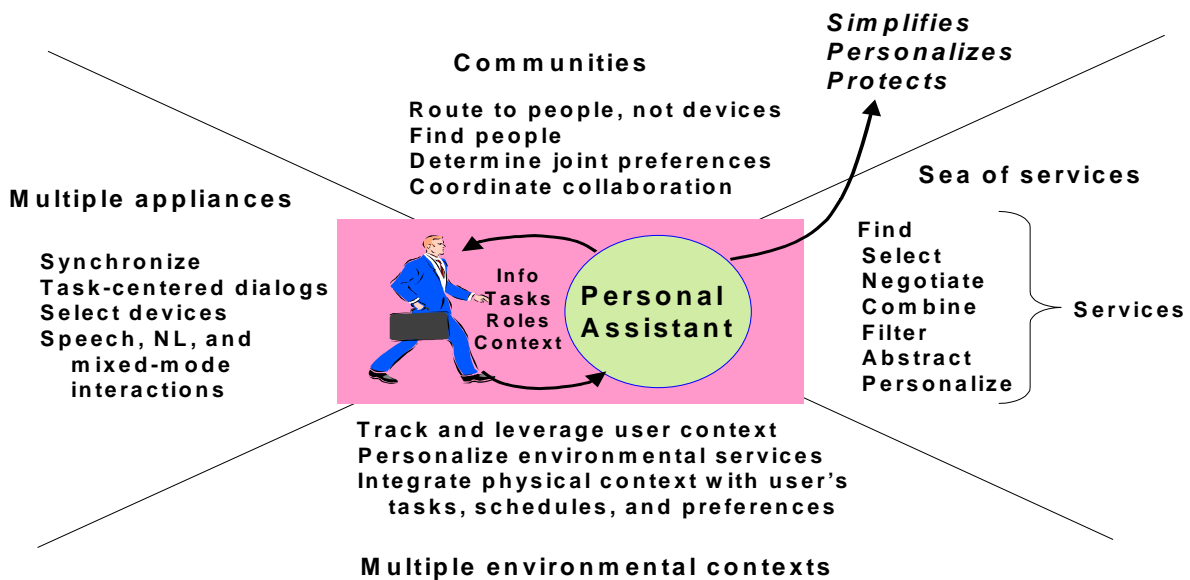 Simplifies
Personalizes
Protects
Communities
Route to people, not devices
Find people
Determine joint preferences
Coordinate collaboration
Multiple appliances
Synchronize
Task-centered dialogs
Select devices
Speech, NL, and
mixed-mode
interactions
Info
Tasks
Roles
Context
Personal
Assistant
Sea of services
Find
Select
Negotiate
Combine
Filter
Abstract
Personalize
Services
Track and leverage user context
Personalize environmental services
Integrate physical context with user's
tasks, schedules, and preferences
Multiple environmental contexts